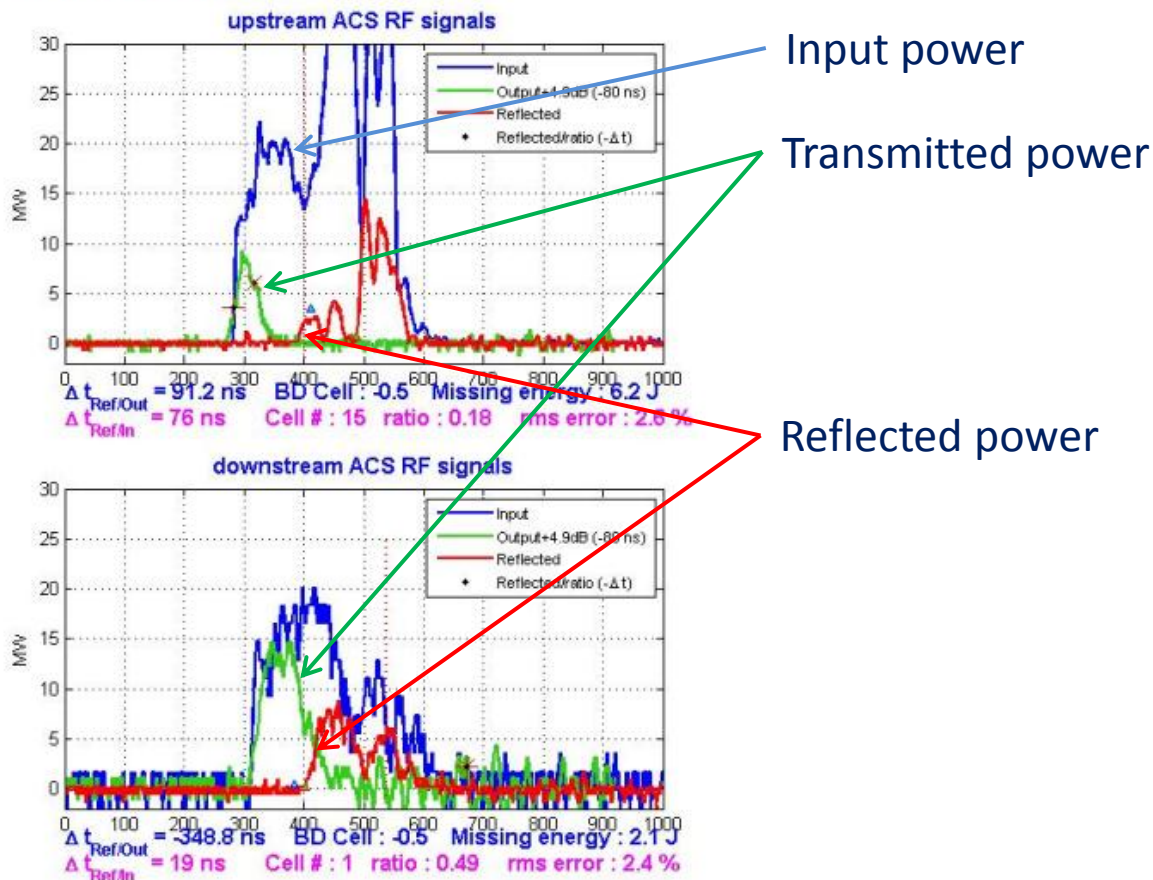 upstream ACS RF signals
30
25
20
15
10
5
0
MW
Input
Output+4.9dB (-80 ns)
Reflected
Reflected/ratio (-Δt)
0 100 200 300 400 500 600 700 800 900 1000
Δ t Ref/Out = 91.2 ns BD Cell : -0.5 Missing energy : 6.2 J
Δ t Ref/In = 76 ns Cell # : 15 ratio : 0.18 rms error : 2.6 %
Input power
Transmitted power
Reflected power
downstream ACS RF signals
30
25
20
15
10
5
0
MW
Input
Output+4.9dB (-80 ns)
Reflected
Reflected/ratio (-Δt)
0 100 200 300 400 500 600 700 800 900 1000
Δ t Ref/Out = -348.8 ns BD Cell : -0.5 Missing energy : 2.1 J
Δ t Ref/In = 19 ns Cell # : 1 ratio : 0.49 rms error : 2.4 %